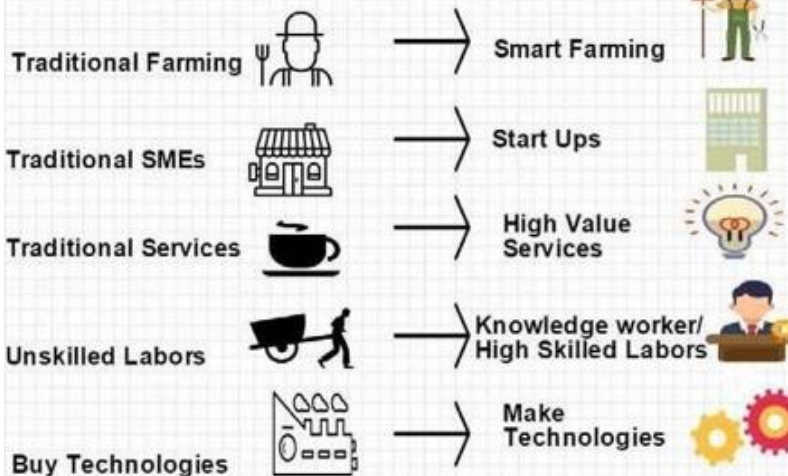 Traditional Farming
Smart Farming
Traditional SMEs
Start Ups
Traditional Services
High Value
Services
Unskilled Labors
Knowledge worker/
High Skilled Labors
Buy Technologies
Make
Technologies